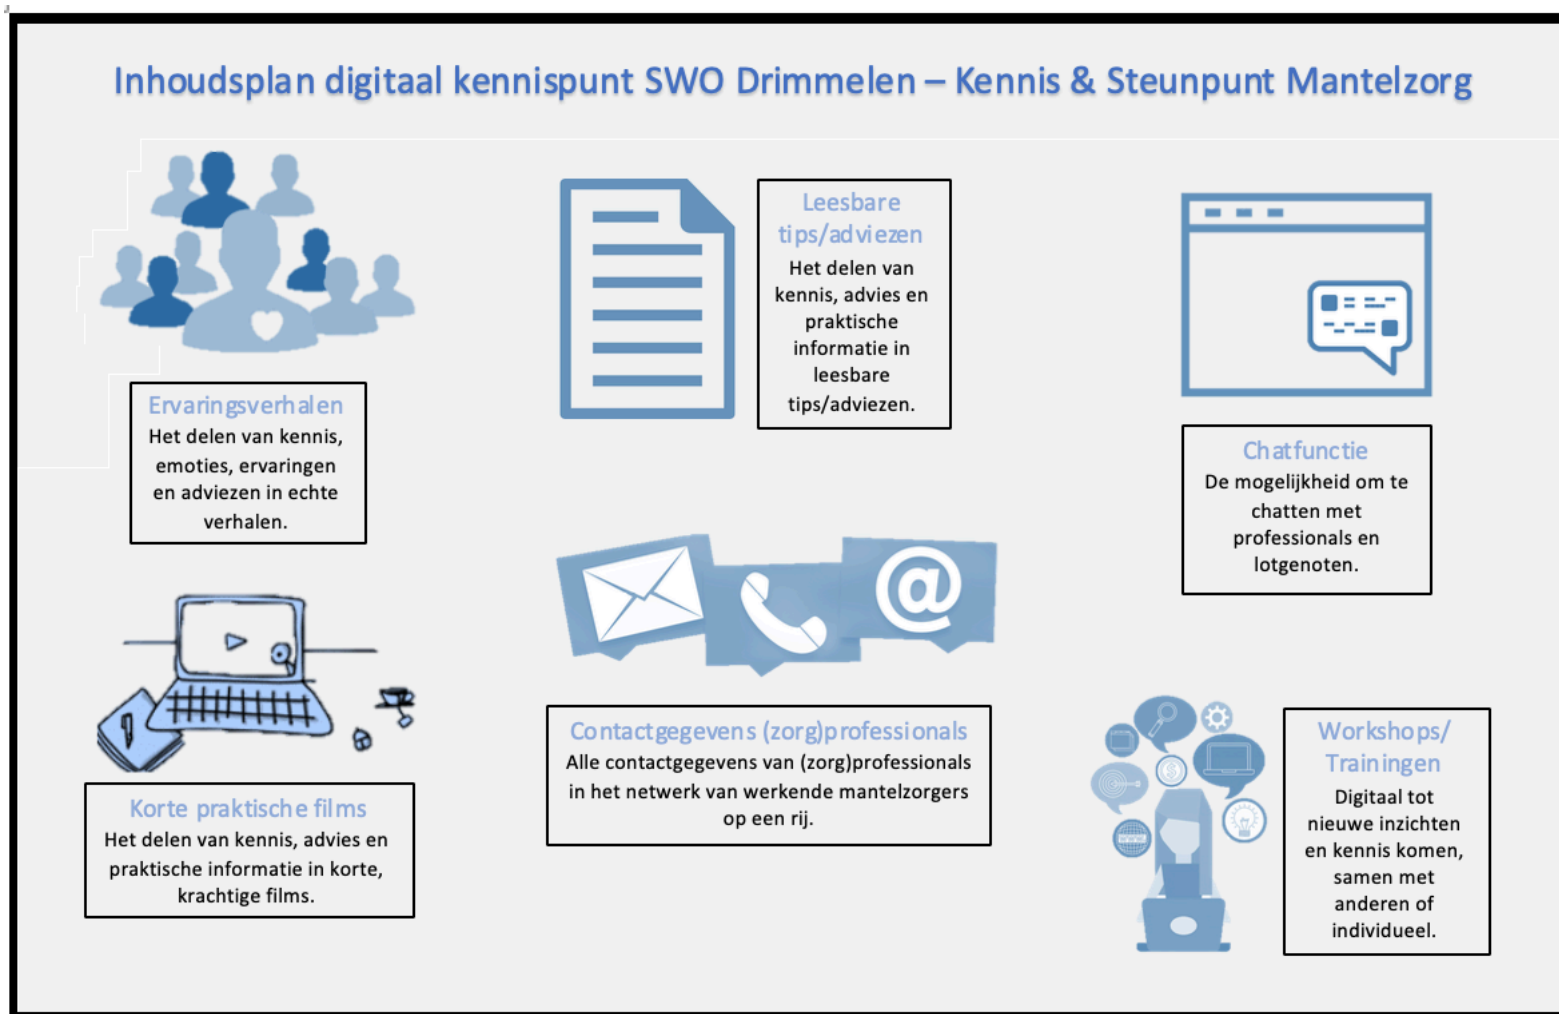 Inhoudsplan digitaal kennispunt SWO Drimmelen – Kennis & Steunpunt Mantelzorg
Ervaringsverhalen
Het delen van kennis,
emoties, ervaringen
en adviezen in echte
verhalen.
Leesbare
tips/adviezen
Het delen van
kennis, advies en
praktische
informatie in
leesbare
tips/adviezen.
Chatfunctie
De mogelijkheid om te
chatten met
professionals en
lotgenoten.
Korte praktische films
Het delen van kennis, advies en
praktische informatie in korte,
krachtige films.
@
Contactgegevens (zorg)professionals
Alle contactgegevens van (zorg)professionals
in het netwerk van werkende mantelzorgers
op een rij.
Workshops/
Trainingen
Digitaal tot
nieuwe inzichten
en kennis komen,
samen met
anderen of
individueel.